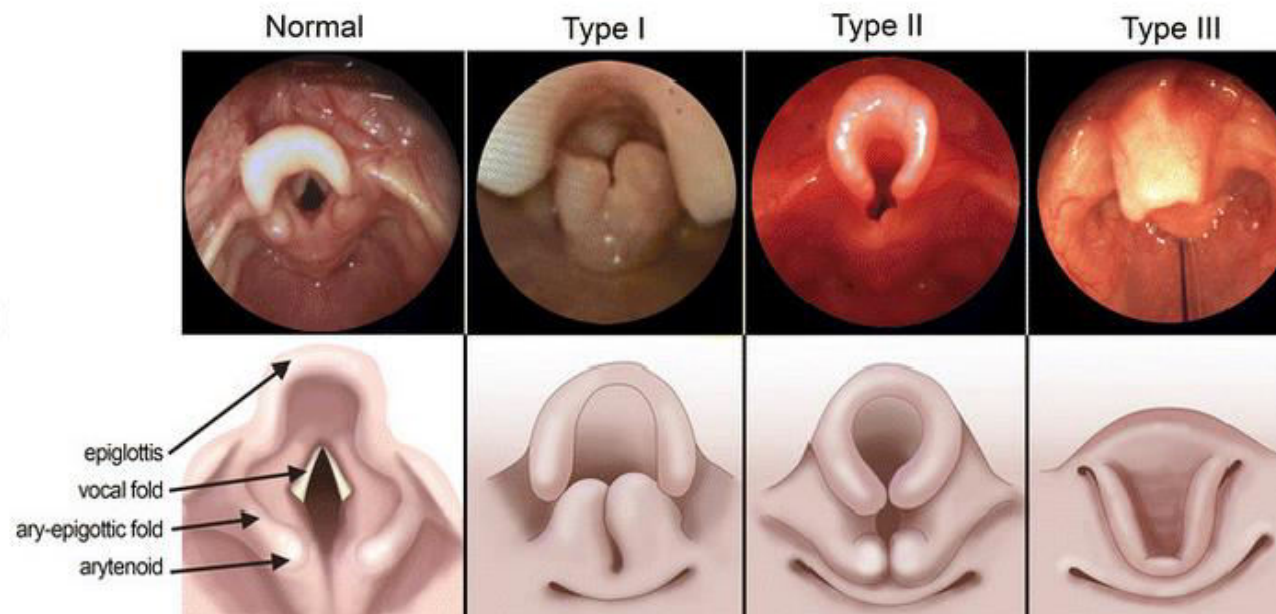 Normal
Type I
Type II
Type III
epiglottis
vocal fold
ary-epigottic fold
arytenoid